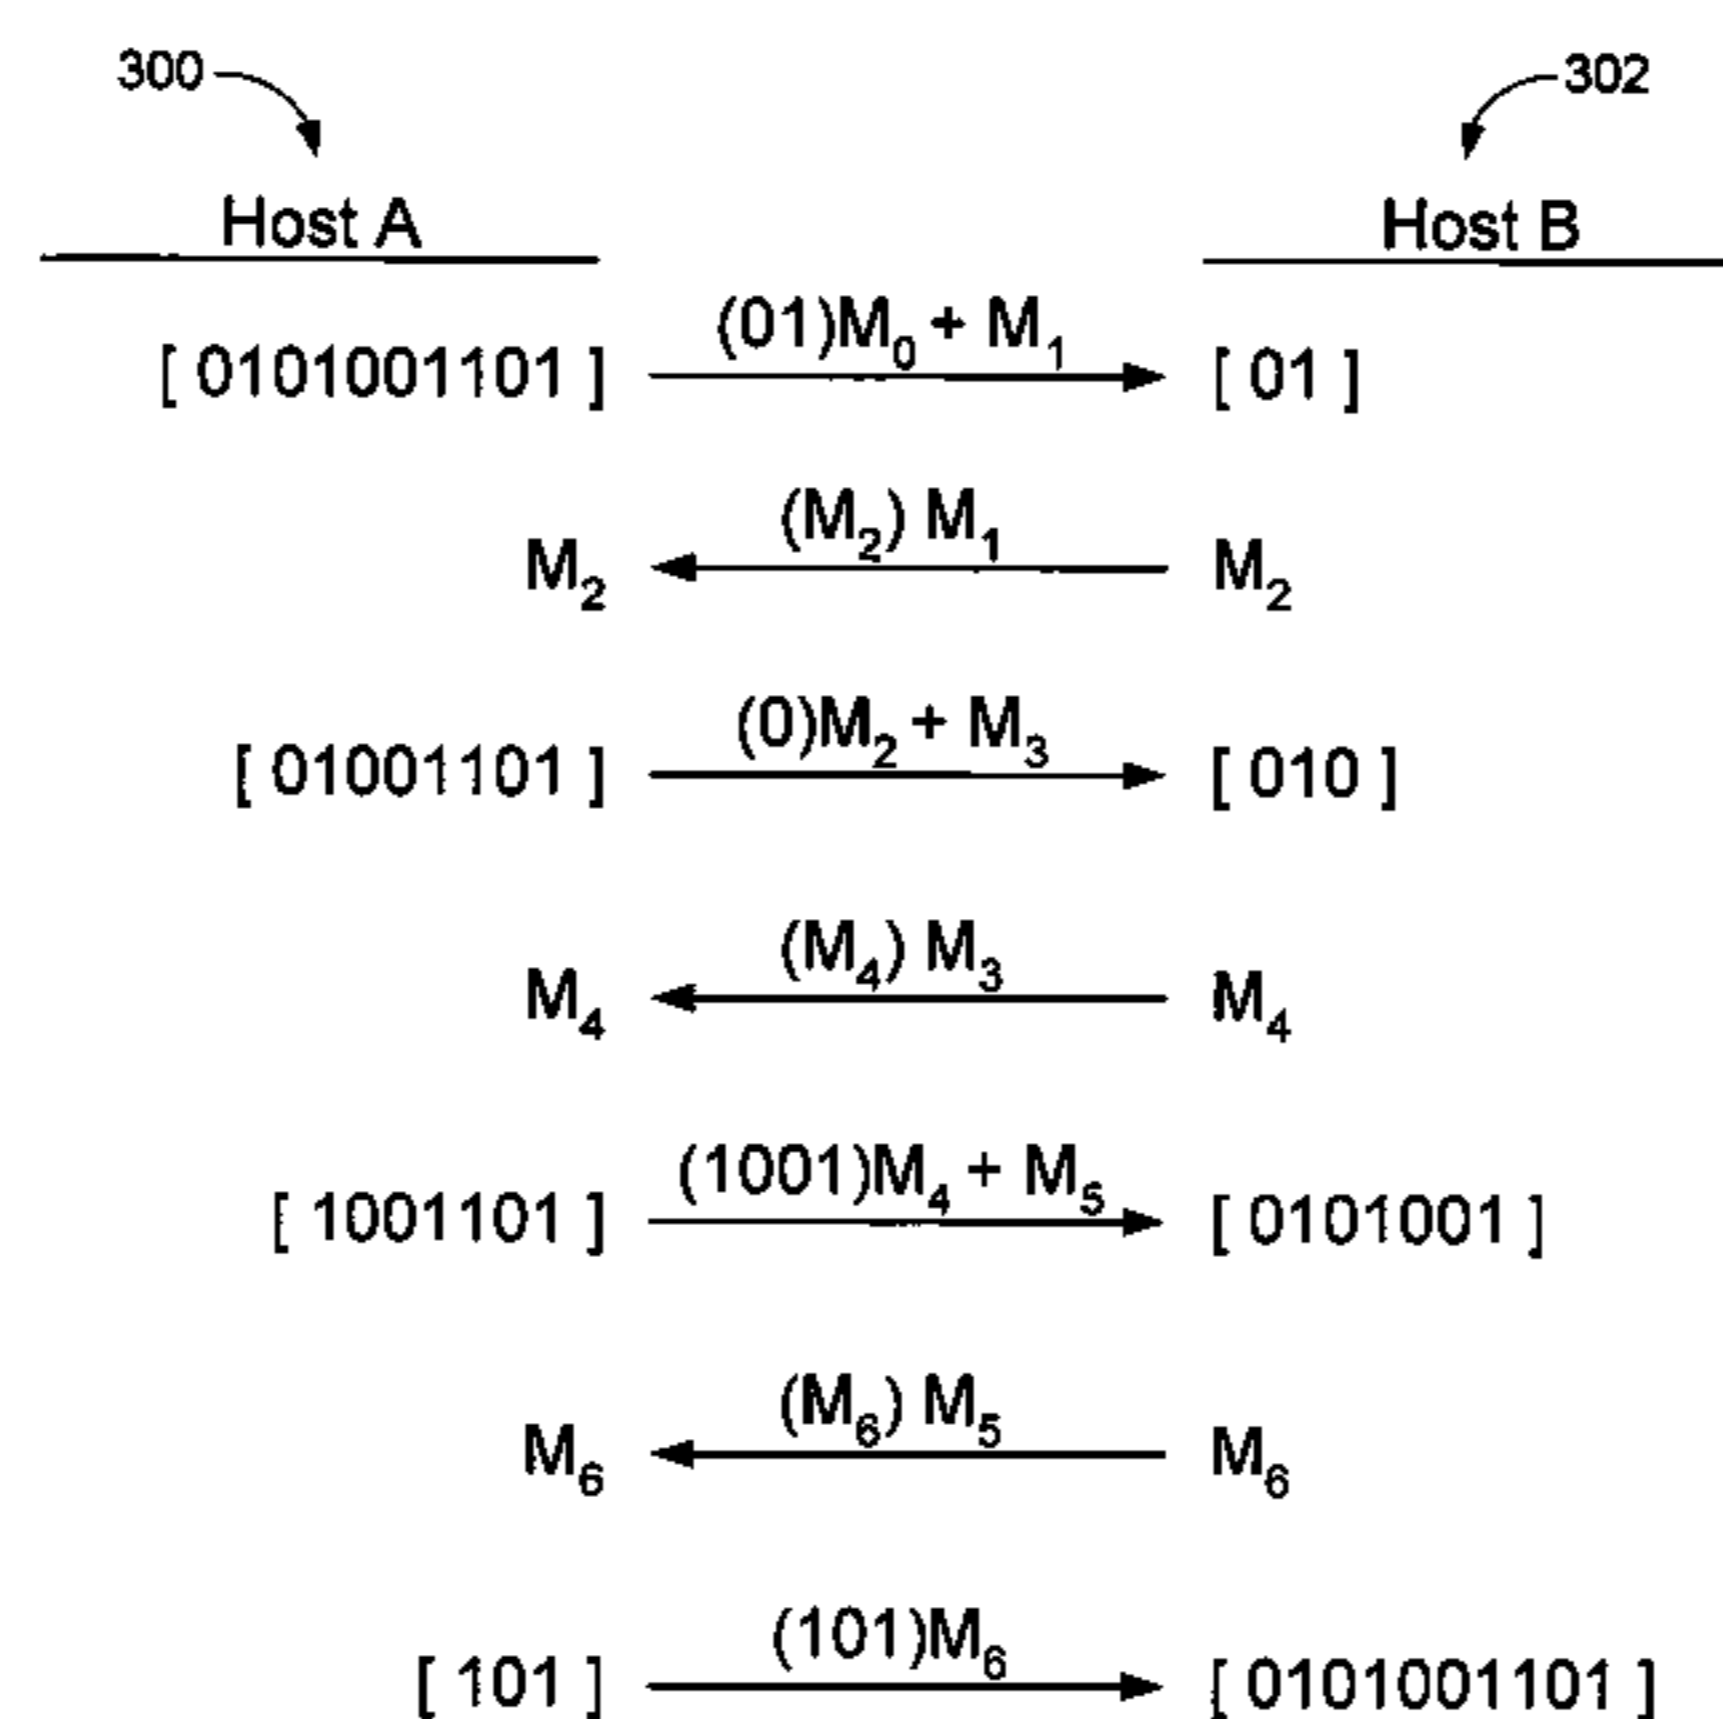 300 302
Host A Host B
(01)M₀ + M₁
[ 0101001101 ] [ 01 ]
(M₂) M₁
M₂ M₂
(0)M₂ + M₃
[ 01001101 ] [ 010 ]
(M₄) M₃
M₄ M₄
(1001)M₄ + M₅
[ 1001101 ] [ 0101001 ]
(M₆) M₅
M₆ M₆
(101)M₆
[ 101 ] [ 0101001101 ]